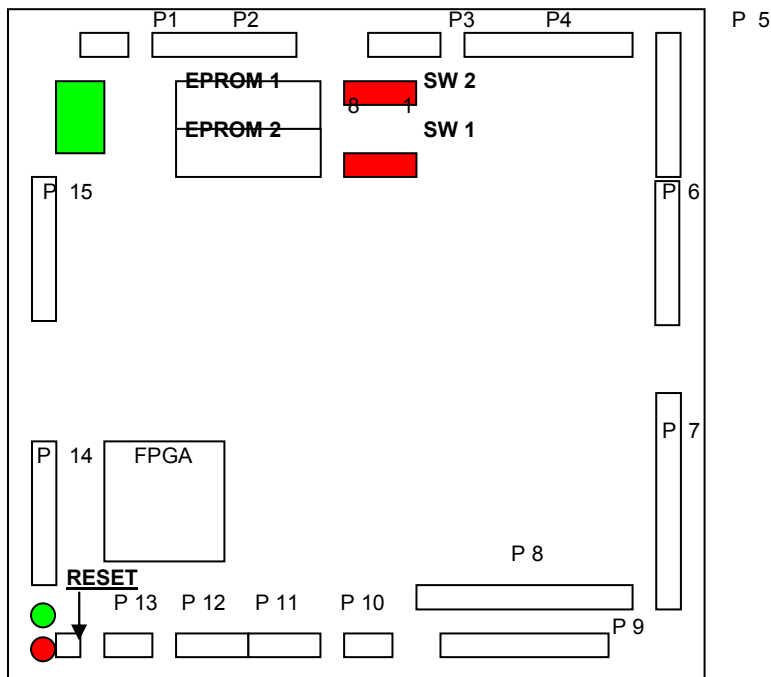 P1 P2 P3 P4 P 5
EPROM 1 SW 2
8 1
EPROM 2 SW 1
P 15 P 6
P 7
P 14 FPGA
P 8
RESET
P 13 P 12 P 11 P 10
P 9